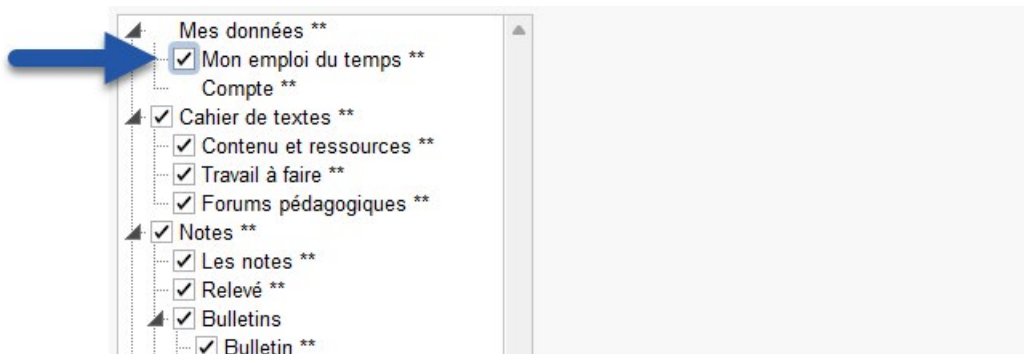 Mes données **
Mon emploi du temps **
Compte **
Cahier de textes **
Contenu et ressources **
Travail à faire **
Forums pédagogiques **
Notes **
Les notes **
Relevé **
Bulletins
Bulletin **